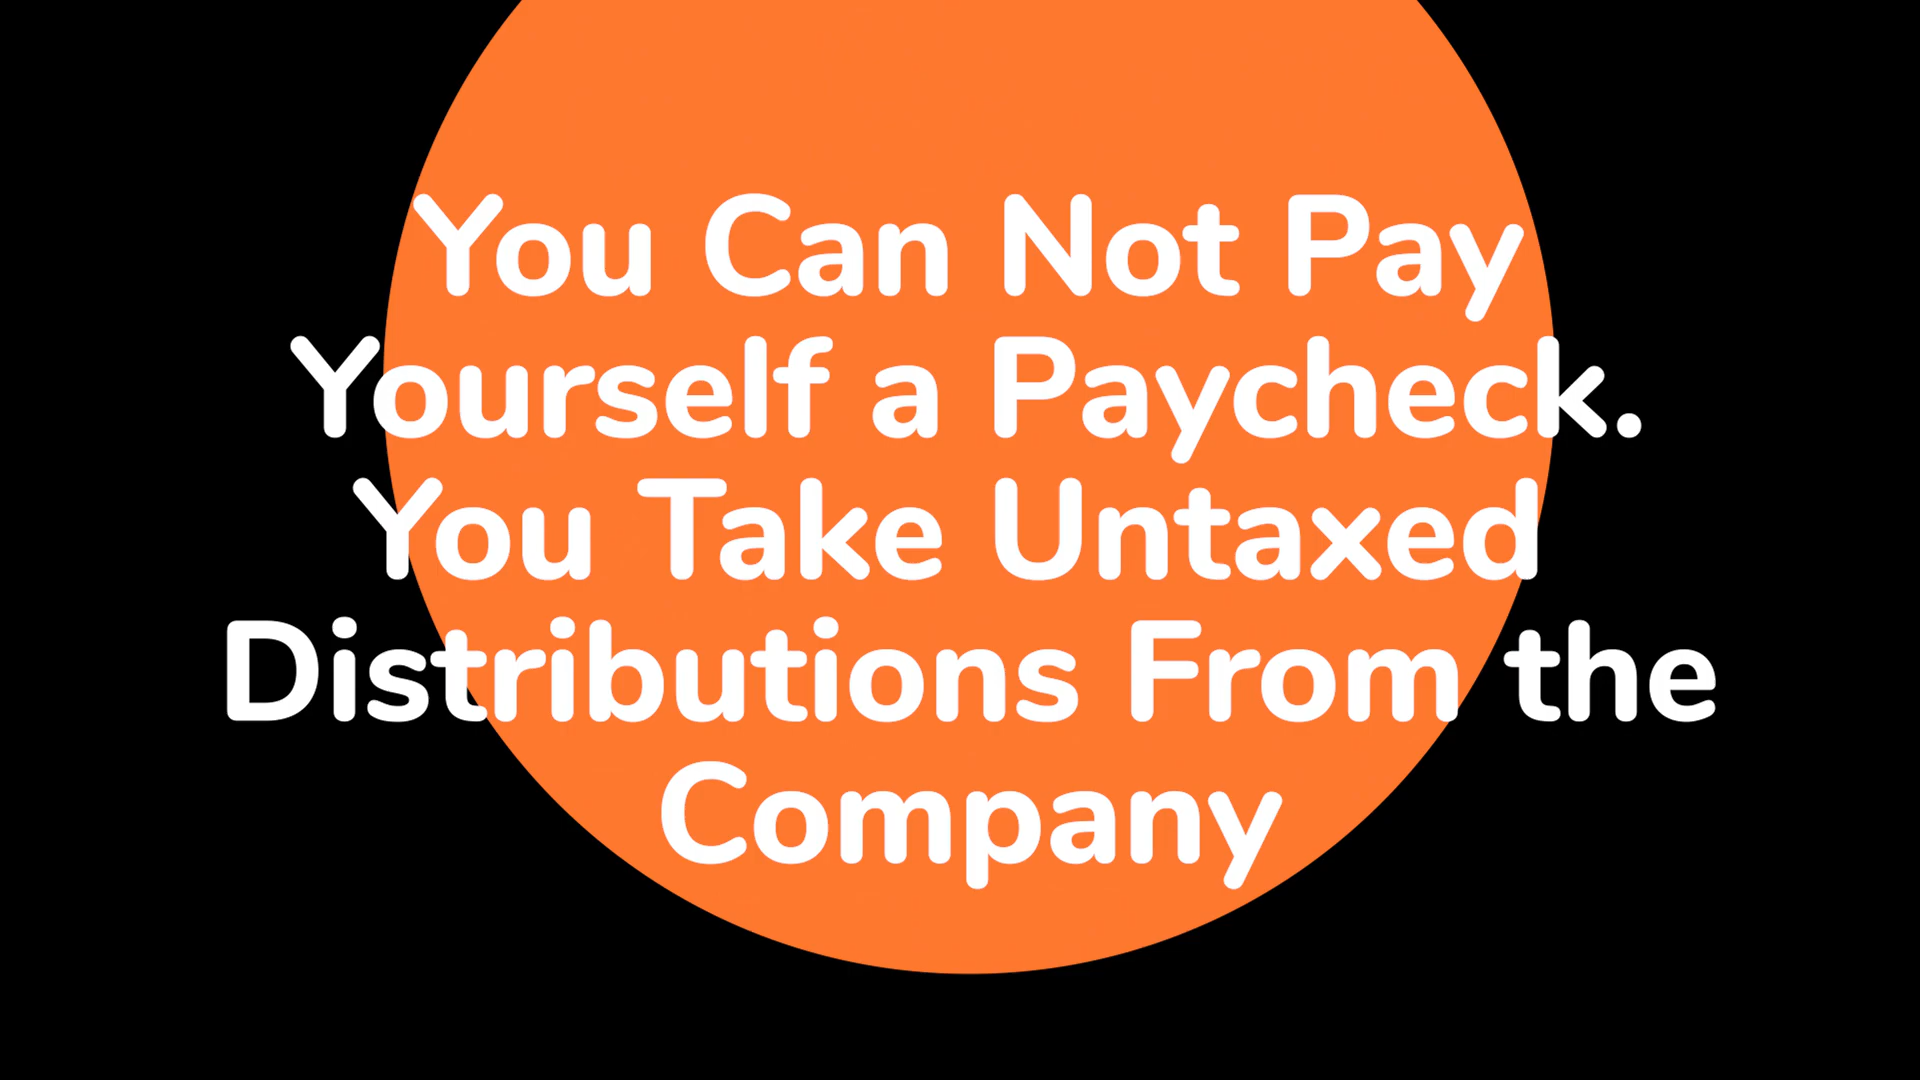 You Can Not Pay
Yourself a Paycheck.
You Take Untaxed
Distributions From the
Company